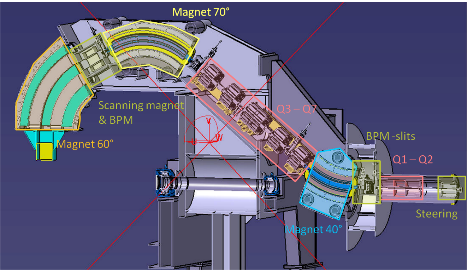 Magnet 70°
Scanning magnet
& BPM
Q3 – Q7
Magnet 60°
BPM -slits
Q1 – Q2
Steering
Magnet 40°